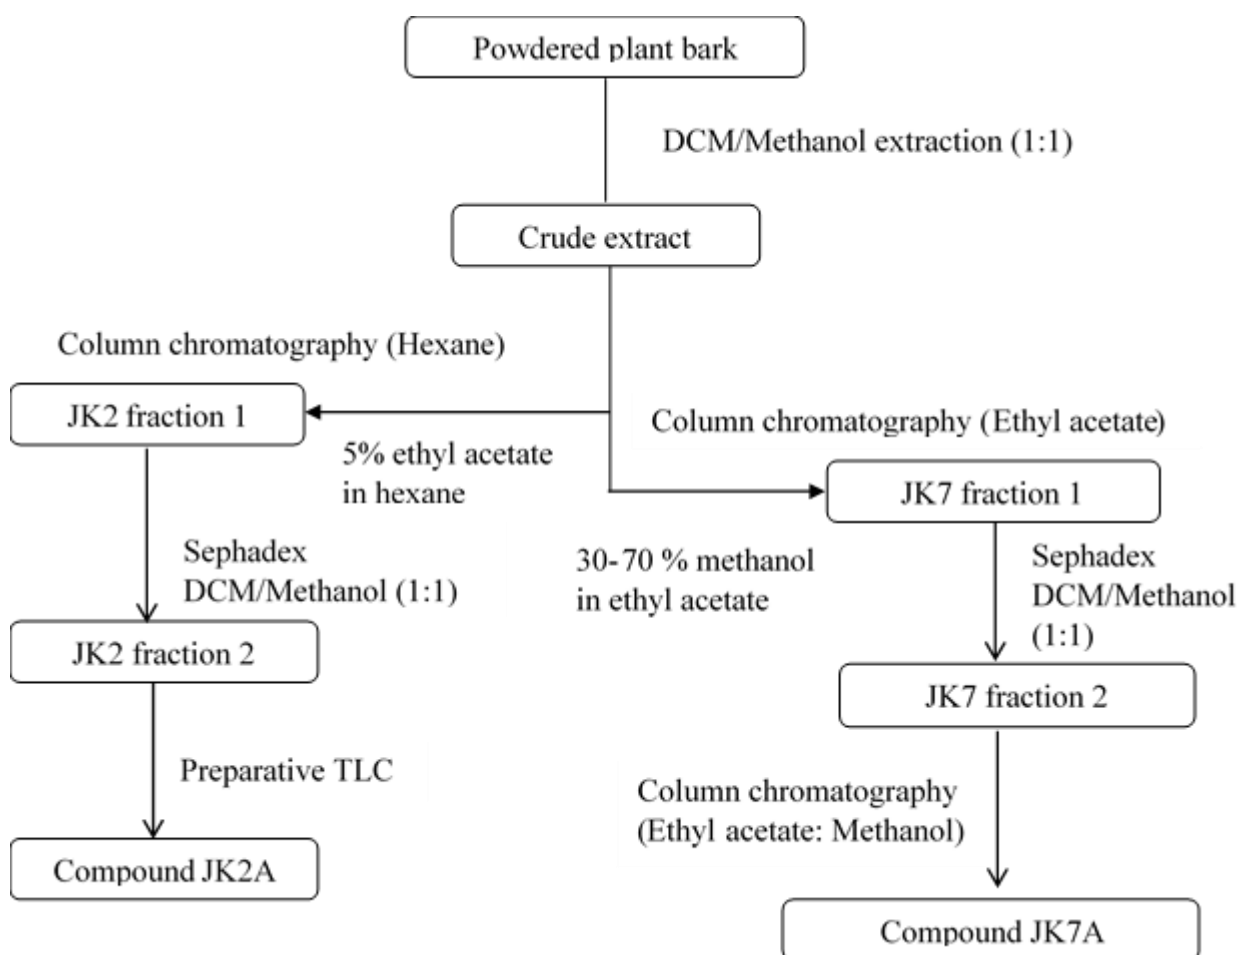 Powdered plant bark
DCM/Methanol extraction (1:1)
Crude extract
Column chromatography (Hexane)
JK2 fraction 1
5% ethyl acetate
in hexane
Column chromatography (Ethyl acetate)
JK7 fraction 1
30-70 % methanol
in ethyl acetate
Sephadex
DCM/Methanol (1:1)
Sephadex
DCM/Methanol
(1:1)
JK2 fraction 2
JK7 fraction 2
Preparative TLC
Column chromatography
(Ethyl acetate: Methanol)
Compound JK2A
Compound JK7A